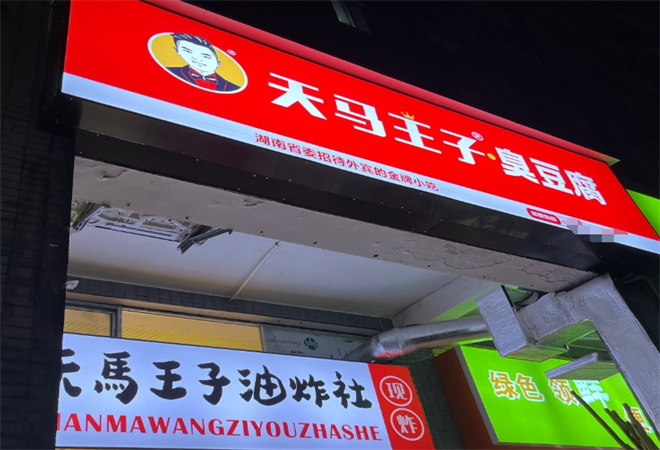 天马王子·臭豆腐
湖南省委招待外宾的金牌小吃
天馬王子油炸社
IANMAWANGZIYOUZHASHE
现炸
绿色